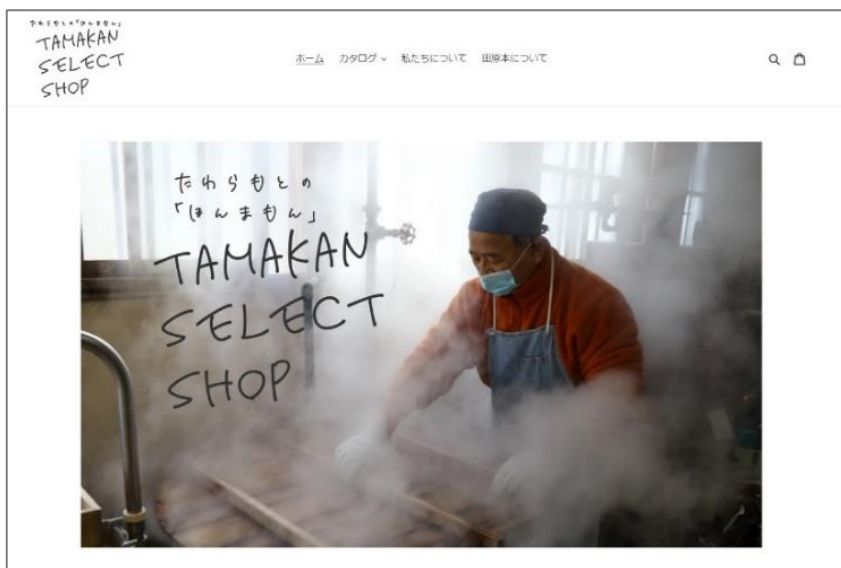 たわらもとの「ほんまもん」
TAMAKAN
SELECT
SHOP
ホーム カタログ 私たちについて 田原本について
たわらもとの
「ほんまもん」
TAMAKAN
SELECT
SHOP